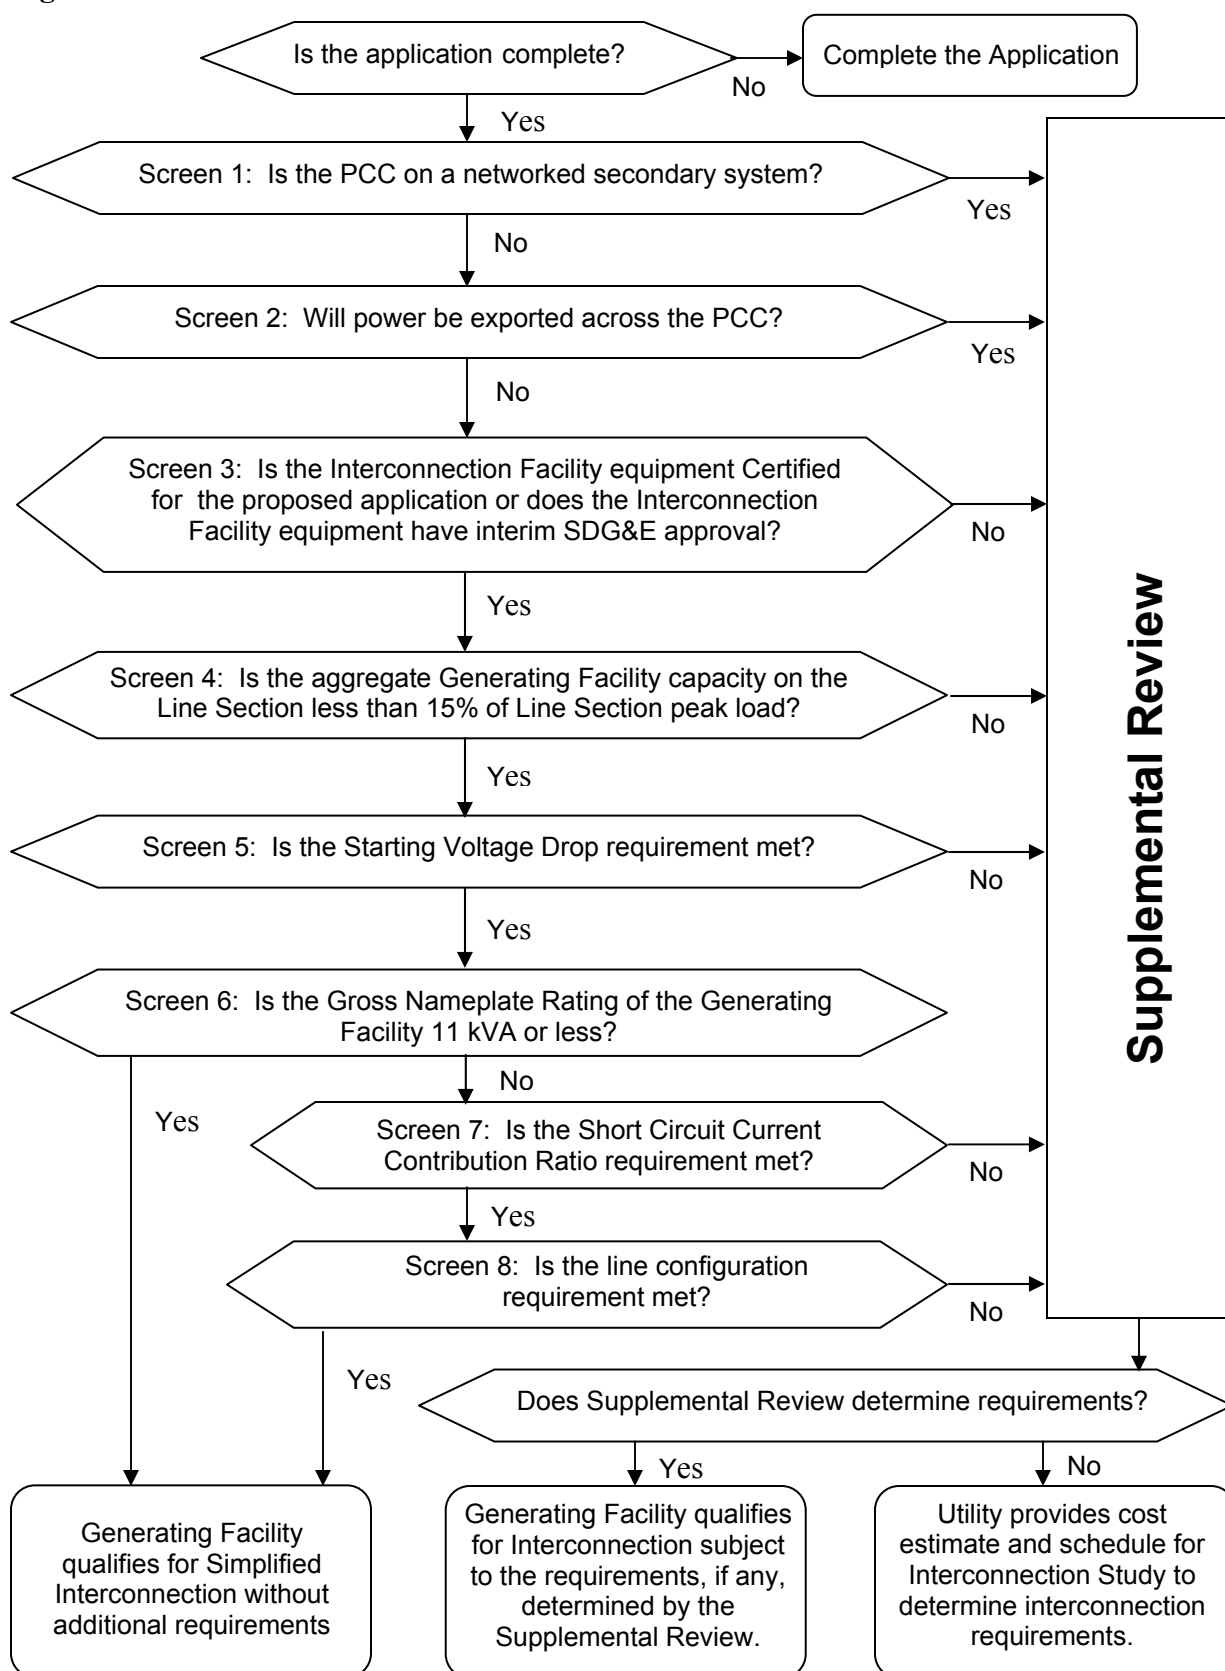 Is the application complete?
Complete the Application
No
Yes
Screen 1: Is the PCC on a networked secondary system?
Yes
No
Screen 2: Will power be exported across the PCC?
Yes
No
Screen 3: Is the Interconnection Facility equipment Certified
for the proposed application or does the Interconnection
Facility equipment have interim SDG&E approval?
No
Yes
Screen 4: Is the aggregate Generating Facility capacity on the
Line Section less than 15% of Line Section peak load?
No
Yes
Screen 5: Is the Starting Voltage Drop requirement met?
No
Yes
Screen 6: Is the Gross Nameplate Rating of the Generating
Facility 11 kVA or less?
No
Yes
Screen 7: Is the Short Circuit Current
Contribution Ratio requirement met?
No
Yes
Screen 8: Is the line configuration
requirement met?
No
Yes
Supplemental Review
Does Supplemental Review determine requirements?
Yes
No
Generating Facility
qualifies for Simplified
Interconnection without
additional requirements
Generating Facility qualifies
for Interconnection subject
to the requirements, if any,
determined by the
Supplemental Review.
Utility provides cost
estimate and schedule for
Interconnection Study to
determine interconnection
requirements.